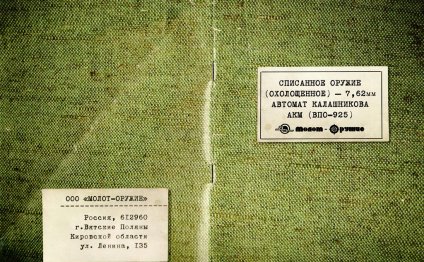 СПИСАННОЕ ОРУЖИЕ
(ОХОЛОЩЕННОЕ) – 7,62мм
АВТОМАТ КАЛАШНИКОВА
АКМ (ВПО-925)
Молот - Оружие
ООО «МОЛОТ-ОРУЖИЕ»
Россия, 612960
г.Вятские Поляны
Кировской области
ул. Ленина, 135